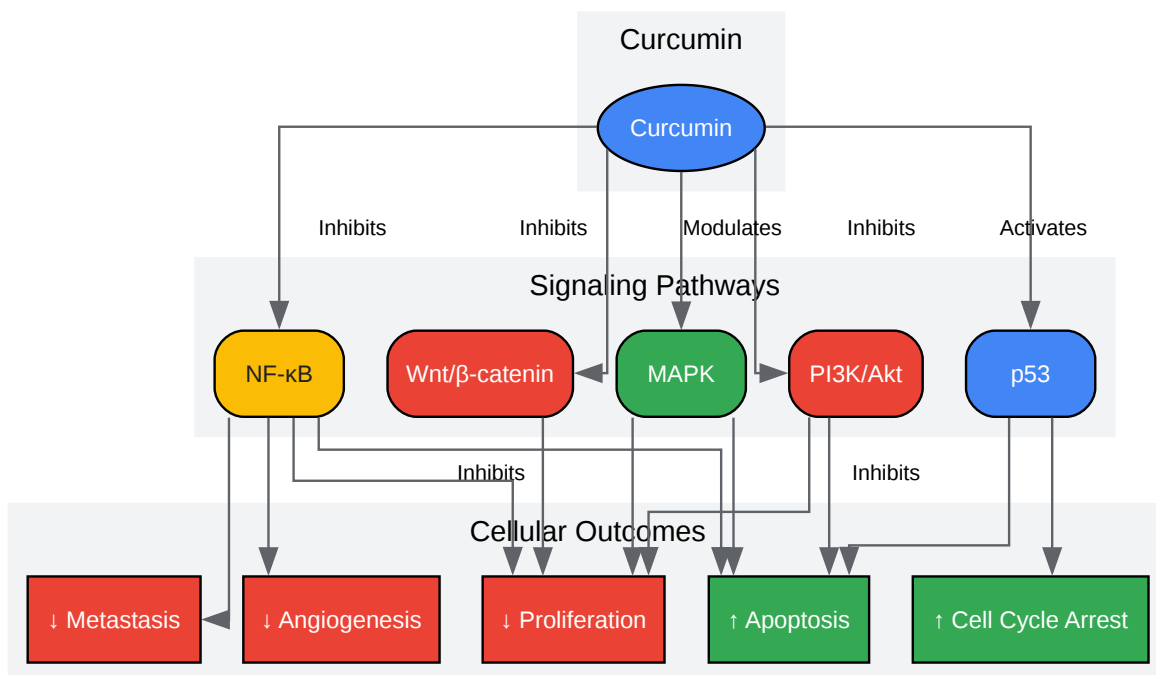 Curcumin
Curcumin
Inhibits
Inhibits
Modulates
Inhibits
Activates
Signaling Pathways
NF-κB
Wnt/β-catenin
MAPK
PI3K/Akt
p53
Inhibits
Inhibits
Cellular Outcomes
↓ Metastasis
↓ Angiogenesis
↓ Proliferation
↑ Apoptosis
↑ Cell Cycle Arrest